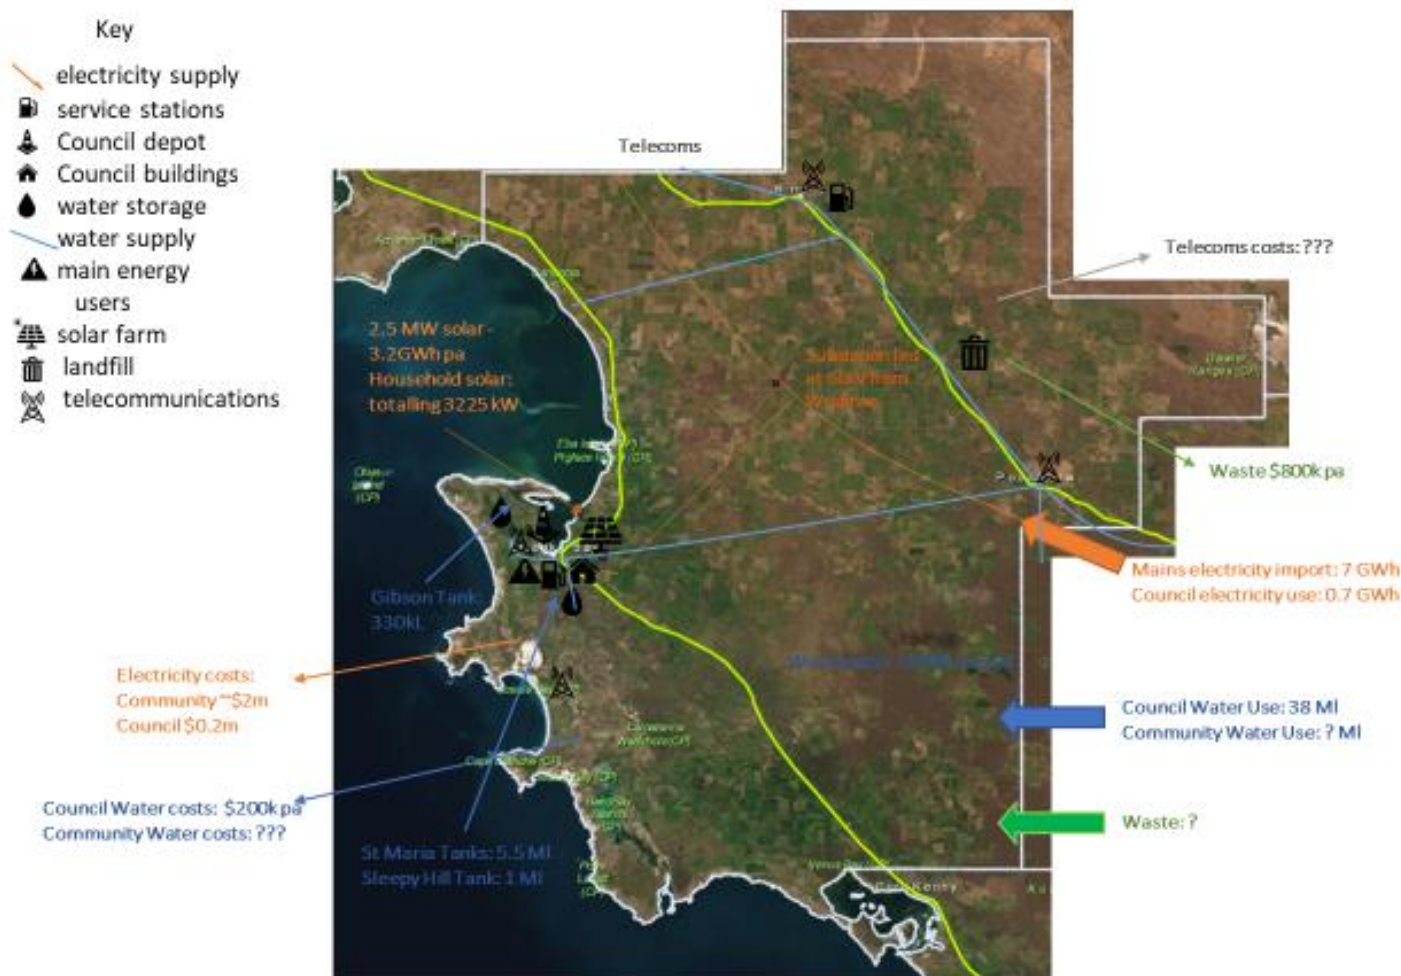 Key
electricity supply
service stations
Council depot
Council buildings
water storage
water supply
main energy
users
solar farm
landfill
telecommunications
Telecoms
Telecoms costs: ???
2.5 MW solar -
3.2GWh pa
Household solar:
totalling 3225 kW
Substation
Waste $800k pa
Mains electricity import: 7 GWh
Council electricity use: 0.7 GWh
Gibson Tank:
330kL
Electricity costs:
Community ~$2m
Council $0.2m
Council Water Use: 38 Ml
Community Water Use: ? Ml
Council Water costs: $200k pa
Community Water costs: ???
Waste: ?
St Maria Tanks: 5.5 Ml
Sleepy Hill Tank: 1 Ml
Port Kenny